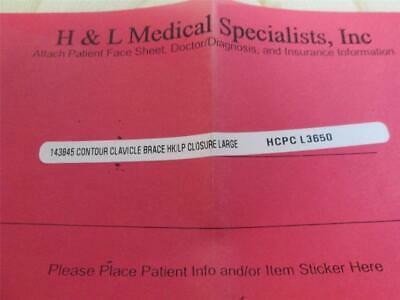 H & L Medical Specialists, Inc
Attach Patient Face Sheet, Doctor/Diagnosis, and Insurance Information
143945 CONTOUR CLAVICLE BRACE HK/LP CLOSURE LARGE HCPC L3650
Please Place Patient Info and/or Item Sticker Here